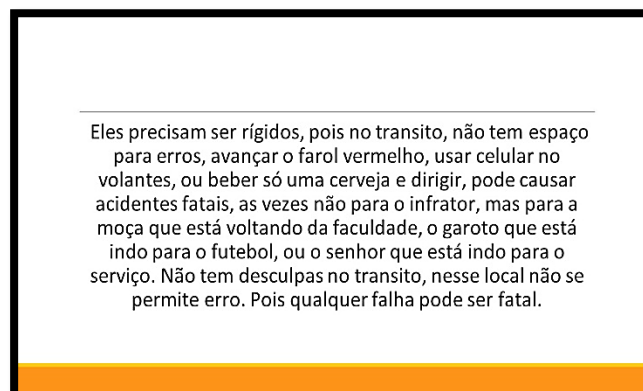 Eles precisam ser rígidos, pois no transito, não tem espaço
para erros, avançar o farol vermelho, usar celular no
volantes, ou beber só uma cerveja e dirigir, pode causar
acidentes fatais, as vezes não para o infrator, mas para a
moça que está voltando da faculdade, o garoto que está
indo para o futebol, ou o senhor que está indo para o
serviço. Não tem desculpas no transito, nesse local não se
permite erro. Pois qualquer falha pode ser fatal.